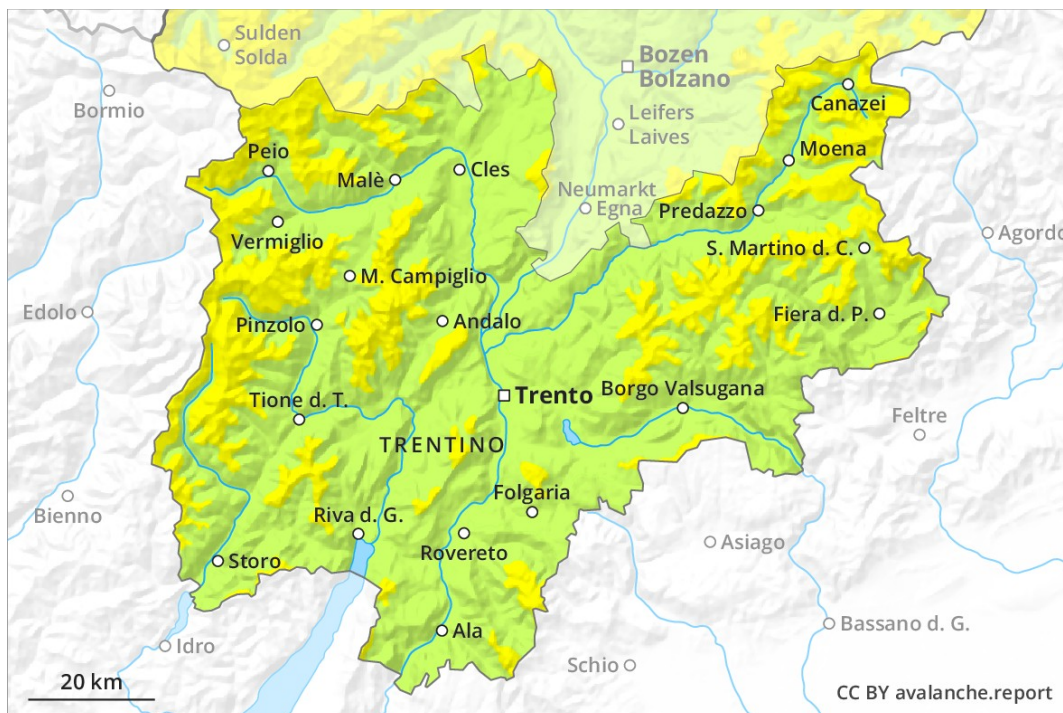 Sulden
Solda
Bozen
Bolzano
Bormio
Canazei
Leifers
Laives
Moena
Peio
Malè
Cles
Neumarkt
Egna
Predazzo
Vermiglio
S. Martino d. C.
Agordo
M. Campiglio
Edolo
Pinzolo
Andalo
Fiera d. P.
Trento
Borgo Valsugana
Tione d. T.
Feltre
TRENTINO
Bienno
Folgaria
Riva d. G.
Rovereto
Asiago
Storo
Ala
Bassano d. G.
Idro
Schio
20 km
CC BY avalanche.report